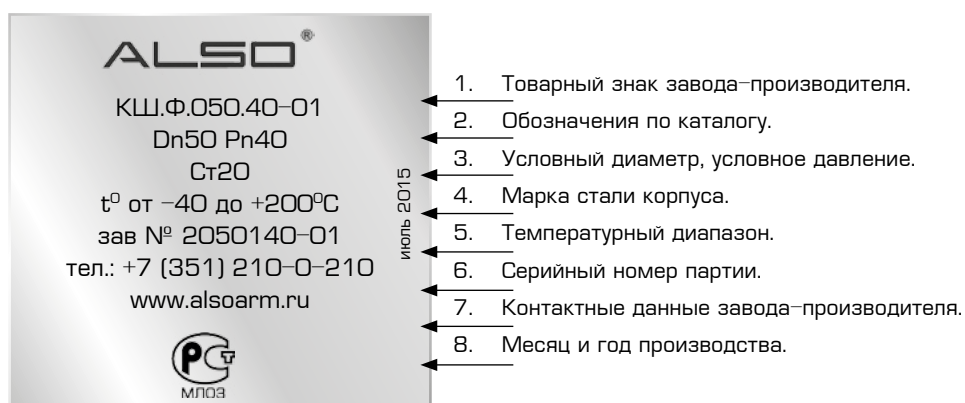 ALSO®
КШ.Ф.050.40-01
Dn50 Pn40
Ст20
t⁰ от -40 до +200⁰С
зав № 2050140-01
тел.: +7 (351) 210-0-210
www.alsoarm.ru
июль 2015
РСТ
МЛ03
1. Товарный знак завода-производителя.
2. Обозначения по каталогу.
3. Условный диаметр, условное давление.
4. Марка стали корпуса.
5. Температурный диапазон.
6. Серийный номер партии.
7. Контактные данные завода-производителя.
8. Месяц и год производства.